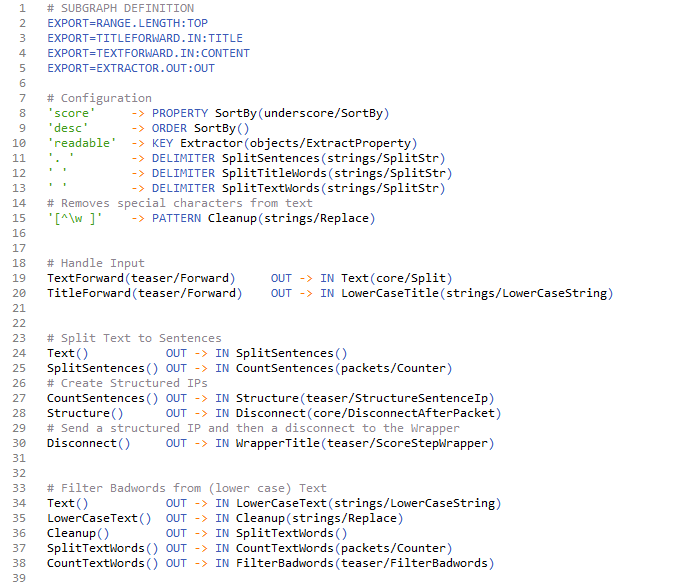 1 # SUBGRAPH DEFINITION
2 EXPORT=RANGE.LENGTH:TOP
3 EXPORT=TITLEFORWARD.IN:TITLE
4 EXPORT=TEXTFORWARD.IN:CONTENT
5 EXPORT=EXTRACTOR.OUT:OUT
6
7 # Configuration
8 'score' -> PROPERTY SortBy(underscore/SortBy)
9 'desc' -> ORDER SortBy()
10 'readable' -> KEY Extractor(objects/ExtractProperty)
11 '. ' -> DELIMITER SplitSentences(strings/SplitStr)
12 ' ' -> DELIMITER SplitTitleWords(strings/SplitStr)
13 ' ' -> DELIMITER SplitTextWords(strings/SplitStr)
14 # Removes special characters from text
15 '[^\w ]' -> PATTERN Cleanup(strings/Replace)
16
17
18 # Handle Input
19 TextForward(teaser/Forward) OUT -> IN Text(core/Split)
20 TitleForward(teaser/Forward) OUT -> IN LowerCaseTitle(strings/LowerCaseString)
21
22
23 # Split Text to Sentences
24 Text() OUT -> IN SplitSentences()
25 SplitSentences() OUT -> IN CountSentences(packets/Counter)
26 # Create Structured IPs
27 CountSentences() OUT -> IN Structure(teaser/StructureSentenceIp)
28 Structure() OUT -> IN Disconnect(core/DisconnectAfterPacket)
29 # Send a structured IP and then a disconnect to the Wrapper
30 Disconnect() OUT -> IN WrapperTitle(teaser/ScoreStepWrapper)
31
32
33 # Filter Badwords from (lower case) Text
34 Text() OUT -> IN LowerCaseText(strings/LowerCaseString)
35 LowerCaseText() OUT -> IN Cleanup(strings/Replace)
36 Cleanup() OUT -> IN SplitTextWords()
37 SplitTextWords() OUT -> IN CountTextWords(packets/Counter)
38 CountTextWords() OUT -> IN FilterBadwords(teaser/FilterBadwords)
39